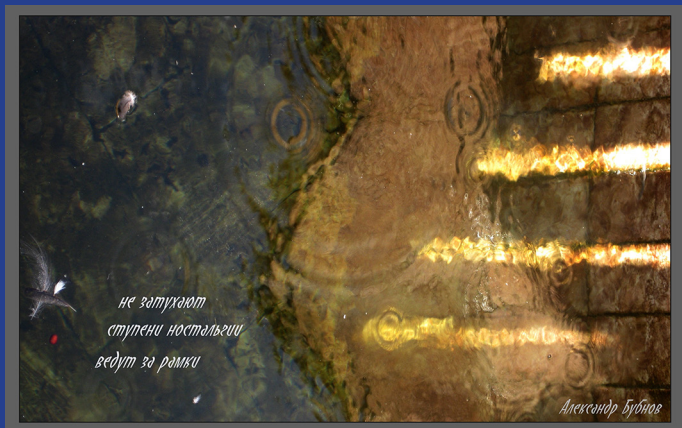 не затухают
ступени ностальгии
ведут за рамки
Александр Бубнов